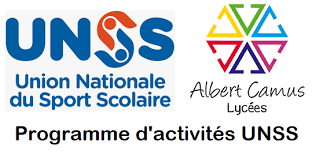 UNSS
Union Nationale
du Sport Scolaire
Albert Camus
Lycées
Programme d'activités UNSS